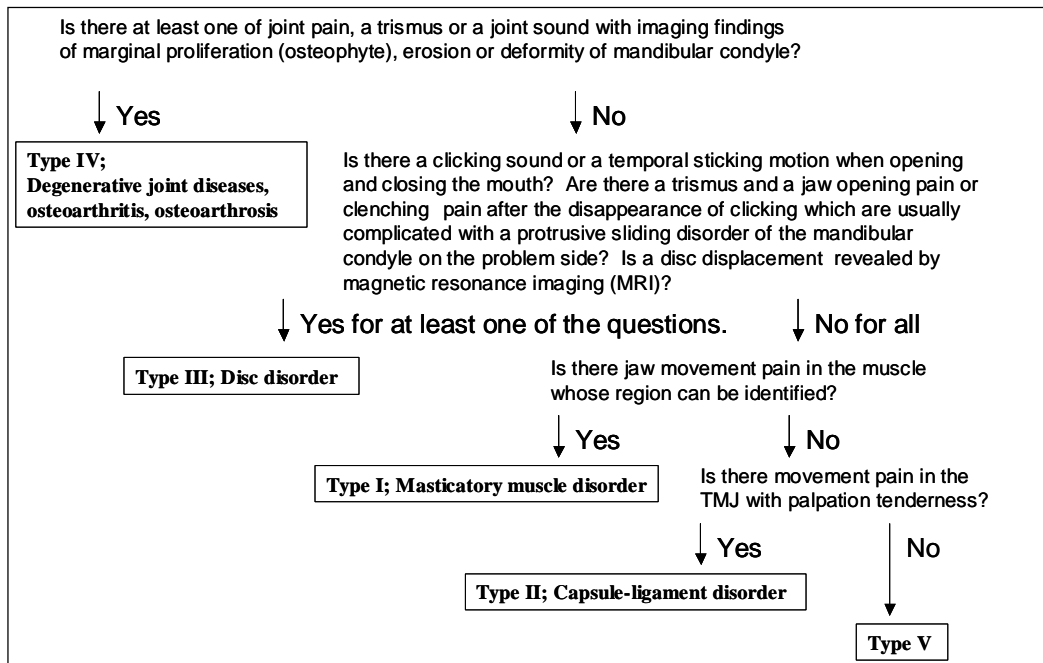 Is there at least one of joint pain, a trismus or a joint sound with imaging findings
of marginal proliferation (osteophyte), erosion or deformity of mandibular condyle?
Yes
No
Type IV;
Degenerative joint diseases,
osteoarthritis, osteoarthrosis
Is there a clicking sound or a temporal sticking motion when opening
and closing the mouth? Are there a trismus and a jaw opening pain or
clenching pain after the disappearance of clicking which are usually
complicated with a protrusive sliding disorder of the mandibular
condyle on the problem side? Is a disc displacement revealed by
magnetic resonance imaging (MRI)?
Yes for at least one of the questions.
No for all
Type III; Disc disorder
Is there jaw movement pain in the muscle
whose region can be identified?
Yes
No
Type I; Masticatory muscle disorder
Is there movement pain in the
TMJ with palpation tenderness?
Yes
No
Type II; Capsule-ligament disorder
Type V